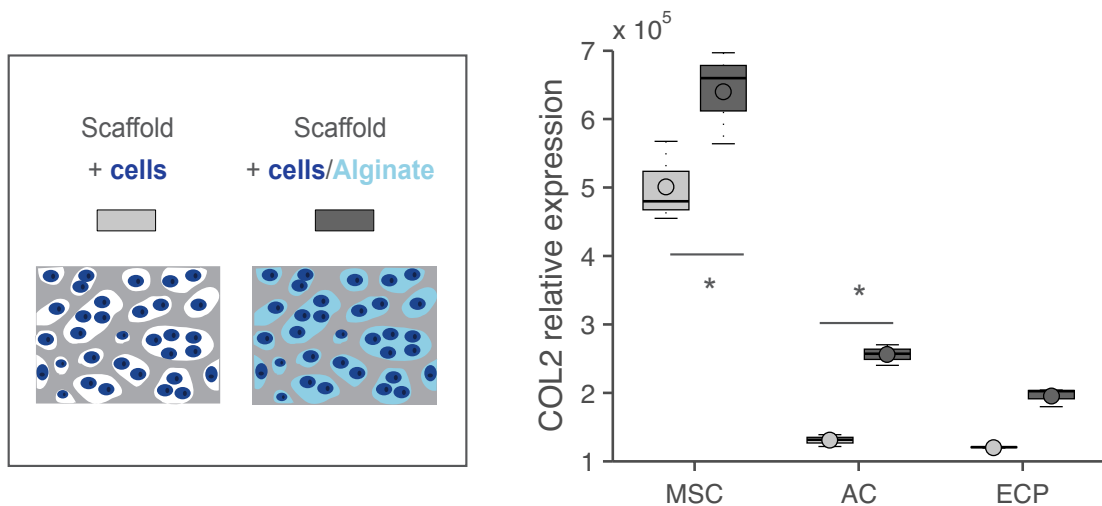 Scaffold
+ cells
Scaffold
+ cells/Alginate
x 10^5
7
6
5
4
3
2
1
COL2 relative expression
*
*
MSC
AC
ECP